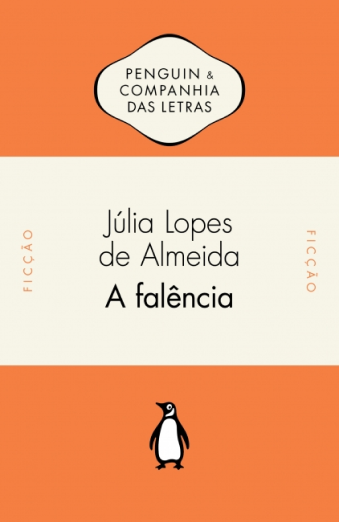 PENGUIN &
COMPANHIA
DAS LETRAS
Júlia Lopes
de Almeida
A falência
FICÇÃO
FICÇÃO